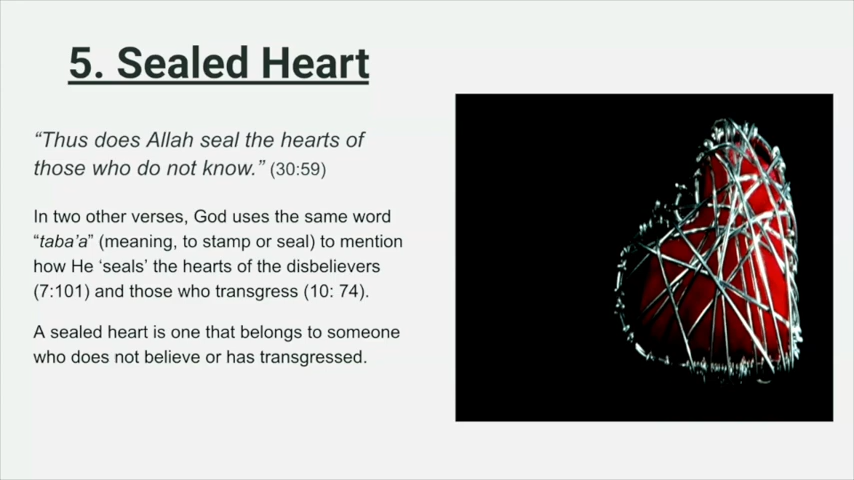 5. Sealed Heart
“Thus does Allah seal the hearts of
those who do not know.” (30:59)
In two other verses, God uses the same word
“taba’a” (meaning, to stamp or seal) to mention
how He ‘seals’ the hearts of the disbelievers
(7:101) and those who transgress (10: 74).
A sealed heart is one that belongs to someone
who does not believe or has transgressed.